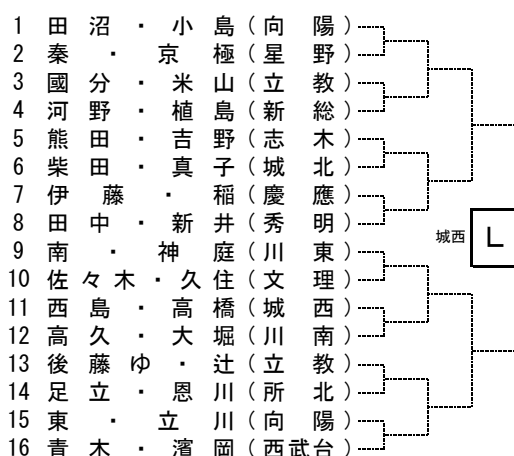 1 田沼・小島(向陽)
2 秦・京極(星野)
3 國分・米山(立教)
4 河野・植島(新総)
5 熊田・吉野(志木)
6 柴田・真子(城北)
7 伊藤・稲(慶應)
8 田中・新井(秀明)
城西 L
9 南・神庭(川東)
10 佐々木・久住(文理)
11 西島・高橋(城西)
12 高久・大堀(川南)
13 後藤ゆ・辻(立教)
14 足立・恩川(所北)
15 東・立川(向陽)
16 青木・濱岡(西武台)